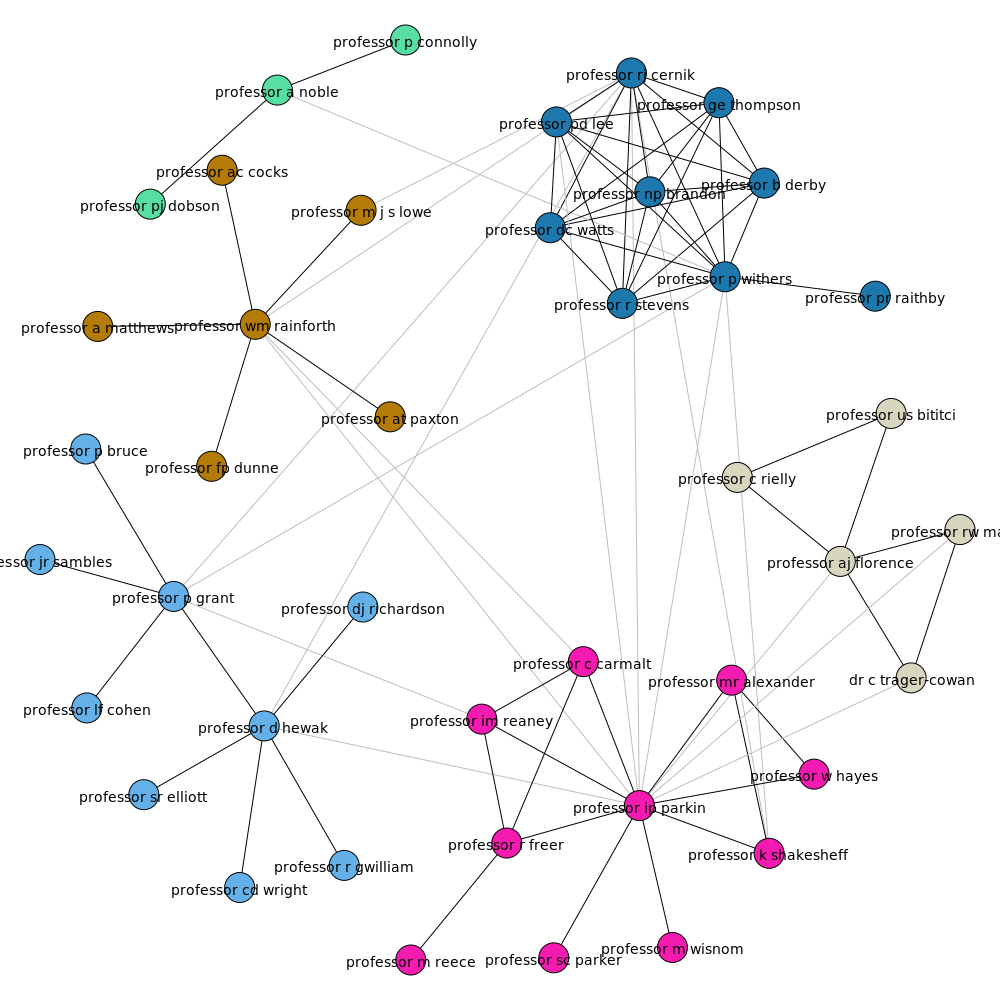 professor p connolly
professor rj cernik
professor a noble
professor ge thompson
professor pd lee
professor ac cocks
professor b derby
professor np brandon
professor pj dobson
professor m j s lowe
professor dc watts
professor p withers
professor pr raithby
professor r stevens
professor a matthews
professor wm rainforth
professor us bititci
professor at paxton
professor p bruce
professor fp dunne
professor c rielly
professor rw ma
essor jr sambles
professor aj florence
professor p grant
professor dj richardson
professor c carmalt
professor mr alexander
dr c trager-cowan
professor lf cohen
professor im reaney
professor d hewak
professor w hayes
professor sr elliott
professor ip parkin
professor r freer
professor k shakesheff
professor r gwilliam
professor cd wright
professor m wisnom
professor m reece
professor sc parker